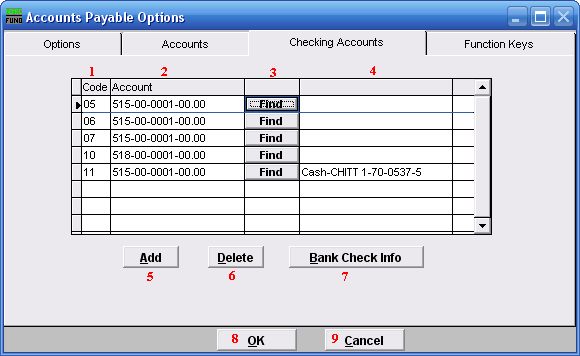 FUND Accounts Payable Options
Options Accounts Checking Accounts Function Keys
1 2 3 4
Code Account
05 515-00-0001-00.00 Find
06 515-00-0001-00.00 Find
07 515-00-0001-00.00 Find
10 518-00-0001-00.00 Find
11 515-00-0001-00.00 Find Cash-CHITT 1-70-0537-5
Add Delete Bank Check Info
5 6 7
8 OK 9 Cancel